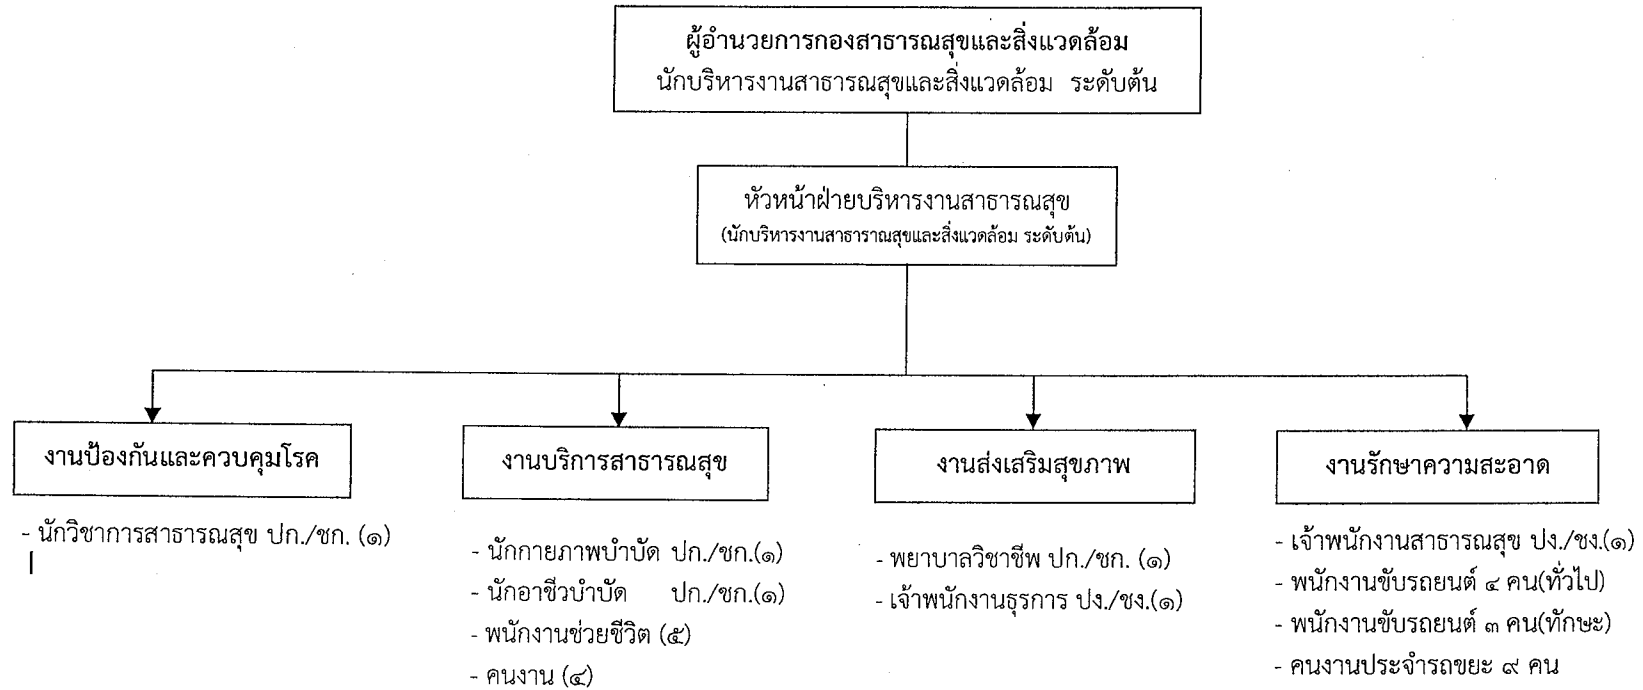 ผู้อำนวยการกองสาธารณสุขและสิ่งแวดล้อม
นักบริหารงานสาธารณสุขและสิ่งแวดล้อม ระดับต้น
หัวหน้าฝ่ายบริหารงานสาธารณสุข
(นักบริหารงานสาธาราณสุขและสิ่งแวดล้อม ระดับต้น)
งานป้องกันและควบคุมโรค
- นักวิชาการสาธารณสุข ปก./ชก. (๑)
งานบริการสาธารณสุข
- นักกายภาพบำบัด ปก./ชก.(๑)
- นักอาชีวบำบัด ปก./ชก.(๑)
- พนักงานช่วยชีวิต (๕)
- คนงาน (๔)
งานส่งเสริมสุขภาพ
- พยาบาลวิชาชีพ ปก./ชก. (๑)
- เจ้าพนักงานธุรการ ปง./ชง.(๑)
งานรักษาความสะอาด
- เจ้าพนักงานสาธารณสุข ปง./ชง.(๑)
- พนักงานขับรถยนต์ ๔ คน(ทั่วไป)
- พนักงานขับรถยนต์ ๓ คน(ทักษะ)
- คนงานประจำรถขยะ ๙ คน